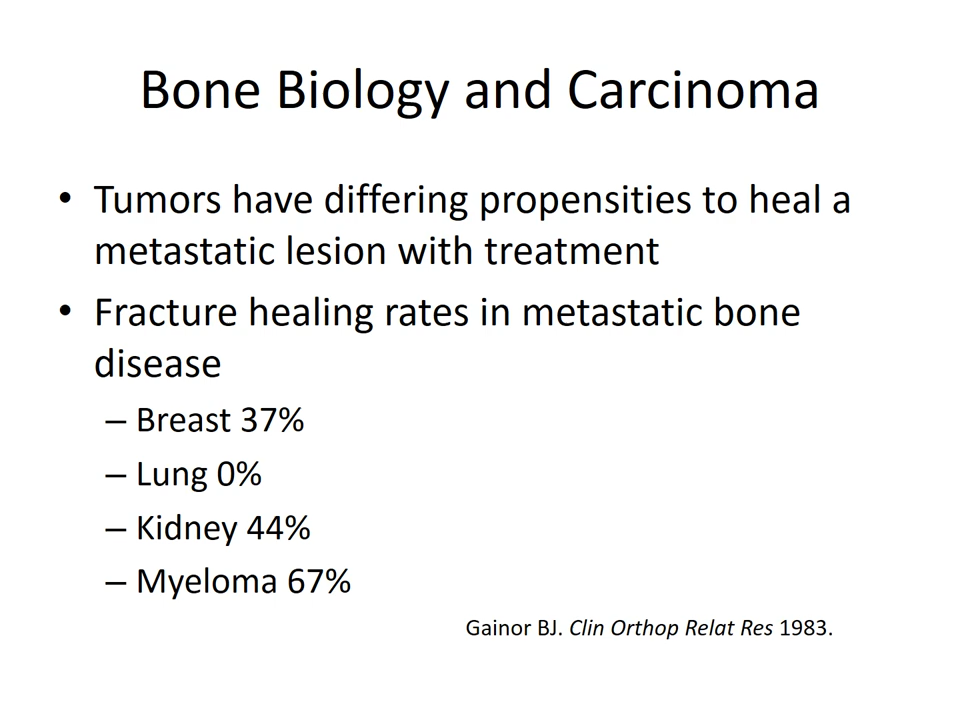 Bone Biology and Carcinoma
• Tumors have differing propensities to heal a
metastatic lesion with treatment
• Fracture healing rates in metastatic bone
disease
– Breast 37%
– Lung 0%
– Kidney 44%
– Myeloma 67%
Gainor BJ. Clin Orthop Relat Res 1983.